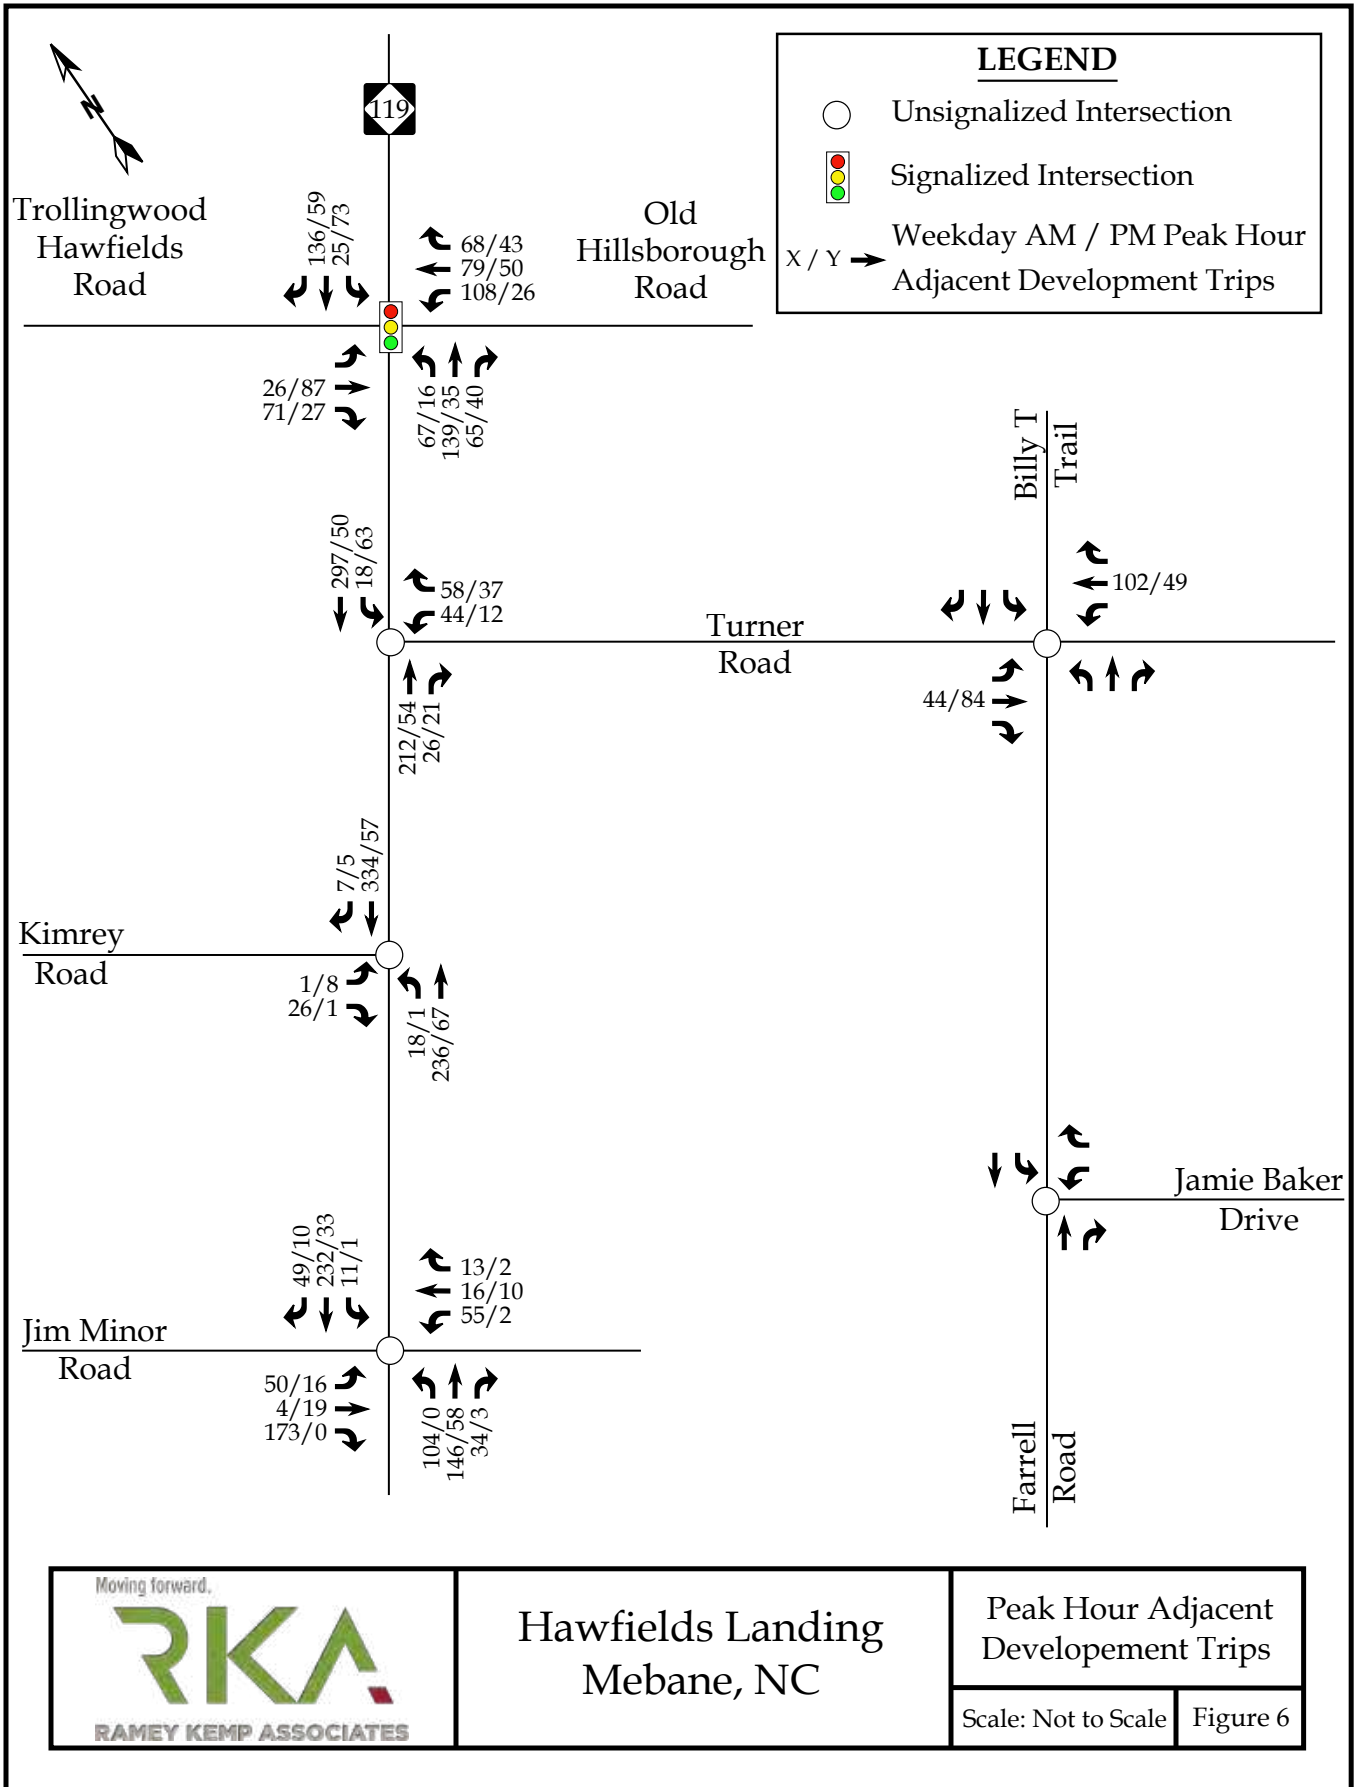 N
119
LEGEND
Unsignalized Intersection
Signalized Intersection
X / Y
Weekday AM / PM Peak Hour
Adjacent Development Trips
Trollingwood
Hawfields
Road
136/59
25/73
68/43
79/50
108/26
Old
Hillsborough
Road
26/87
71/27
67/16
139/35
65/40
Billy T
Trail
297/50
18/63
58/37
44/12
102/49
Turner
Road
44/84
212/54
26/21
7/5
334/57
Kimrey
Road
1/8
26/1
18/1
236/67
Jamie Baker
Drive
49/10
232/33
11/1
13/2
16/10
55/2
Jim Minor
Road
50/16
4/19
173/0
104/0
146/58
34/3
Farrell
Road
Moving forward.
RKA
RAMEY KEMP ASSOCIATES
Hawfields Landing
Mebane, NC
Peak Hour Adjacent
Developement Trips
Scale: Not to Scale
Figure 6